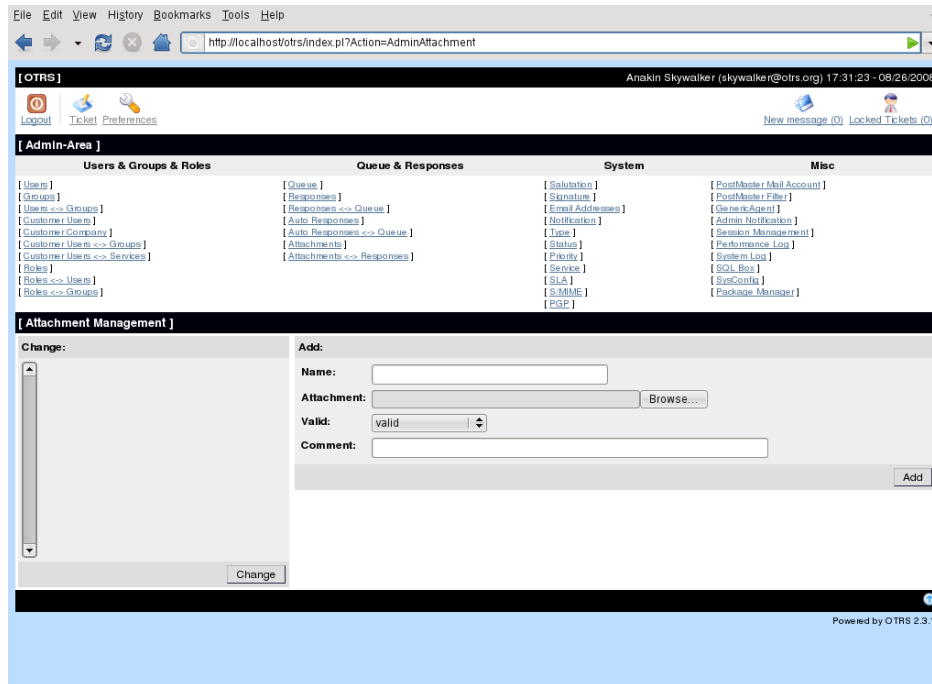 File Edit View History Bookmarks Tools Help
http://localhost/otrs/index.pl?Action=AdminAttachment
[ OTRS ] Anakin Skywalker (skywalker@otrs.org) 17:31:23 - 08/26/2008
Logout Ticket Preferences New message (0) Locked Tickets (0)
[ Admin-Area ]
Users & Groups & Roles Queue & Responses System Misc
[ Users ] [ Queue ] [ Salutation ] [ PostMaster Mail Account ]
[ Groups ] [ Responses ] [ Signature ] [ PostMaster Filter ]
[ Users <-> Groups ] [ Responses <-> Queue ] [ Email Addresses ] [ GenericAgent ]
[ Customer Users ] [ Auto Responses ] [ Notification ] [ Admin Notification ]
[ Customer Company ] [ Auto Responses <-> Queue ] [ Type ] [ Session Management ]
[ Customer Users <-> Groups ] [ Attachments ] [ Status ] [ Performance Log ]
[ Customer Users <-> Services ] [ Attachments <-> Responses ] [ Priority ] [ System Log ]
[ Roles ] [ Service ] [ SQL Box ]
[ Roles <-> Users ] [ SLA ] [ SysConfig ]
[ Roles <-> Groups ] [ S/MIME ] [ Package Manager ]
[ PGP ]
[ Attachment Management ]
Change: Add:
Name:
Attachment: Browse...
Valid: valid
Comment:
Add
Change
Powered by OTRS 2.3.